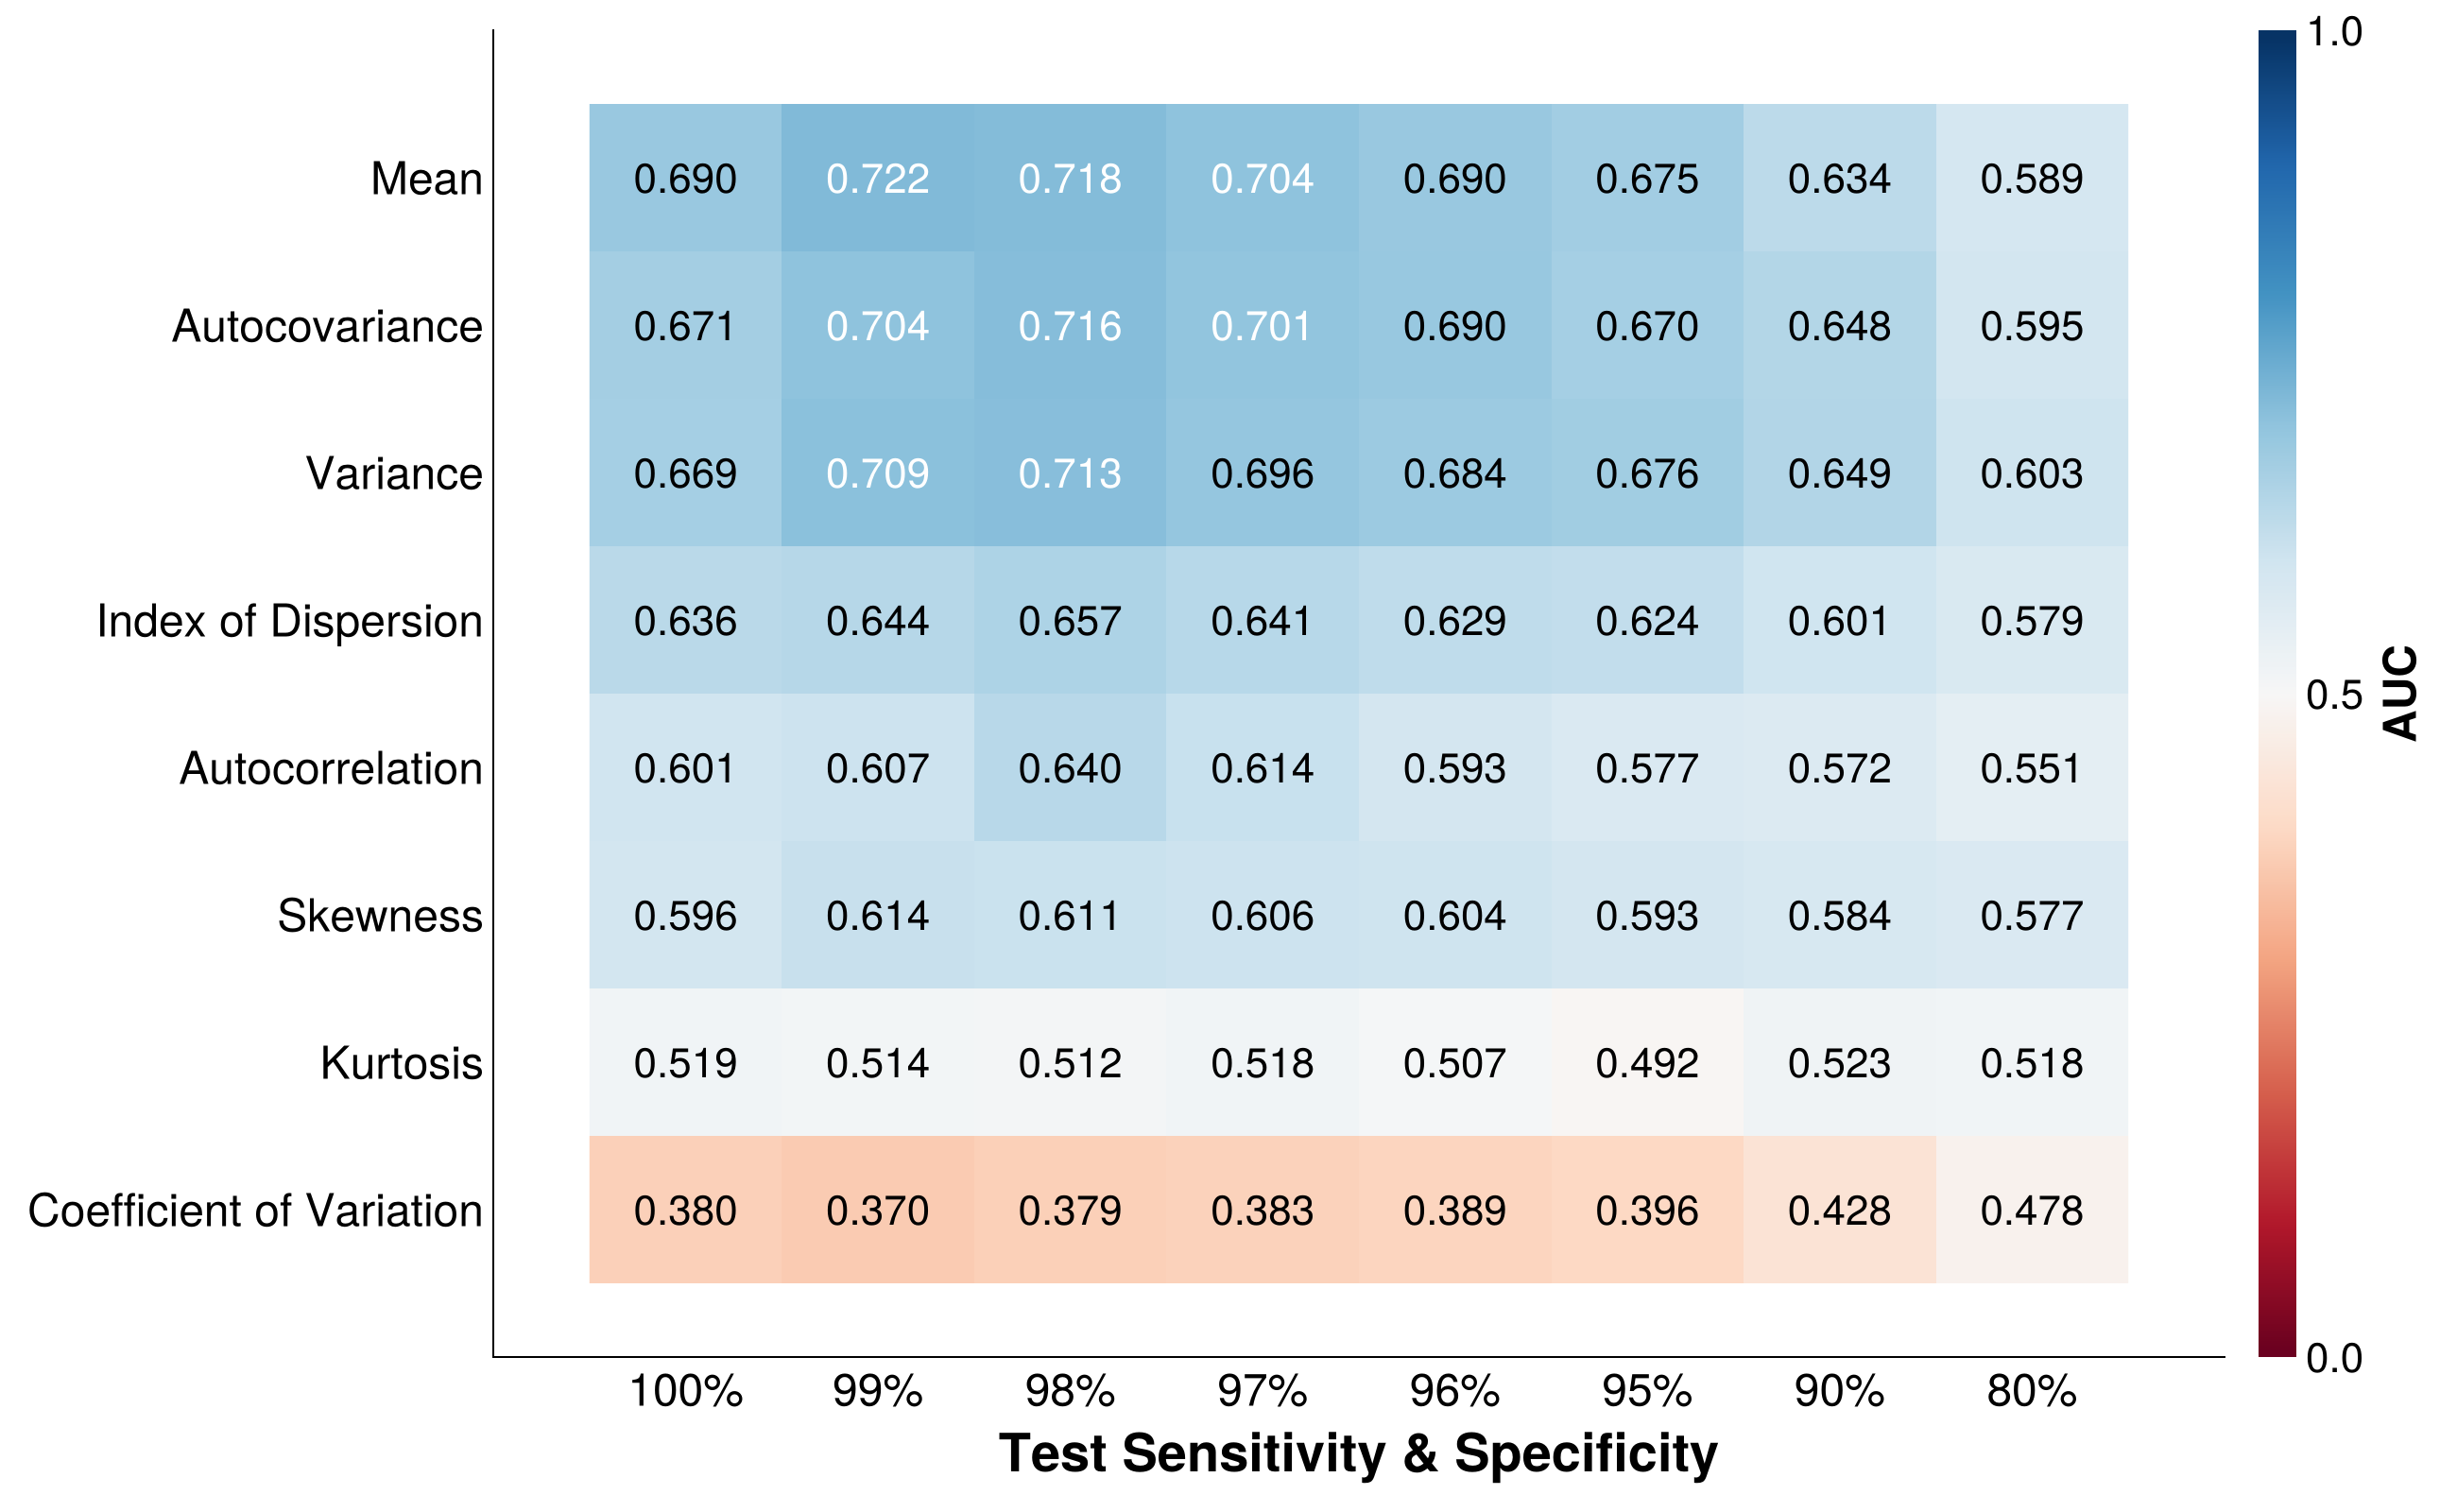 Mean 0.690 0.722 0.718 0.704 0.690 0.675 0.634 0.589
Autocovariance 0.671 0.704 0.716 0.701 0.690 0.670 0.648 0.595
Variance 0.669 0.709 0.713 0.696 0.684 0.676 0.649 0.603
Index of Dispersion 0.636 0.644 0.657 0.641 0.629 0.624 0.601 0.579
Autocorrelation 0.601 0.607 0.640 0.614 0.593 0.577 0.572 0.551
Skewness 0.596 0.614 0.611 0.606 0.604 0.593 0.584 0.577
Kurtosis 0.519 0.514 0.512 0.518 0.507 0.492 0.523 0.518
Coefficient of Variation 0.380 0.370 0.379 0.383 0.389 0.396 0.428 0.478
100% 99% 98% 97% 96% 95% 90% 80%
Test Sensitivity & Specificity
1.0
0.5
0.0
AUC